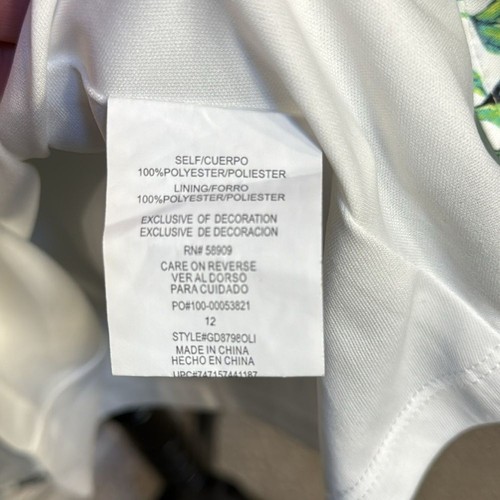 SELF/CUERPO
100%POLYESTER/POLIESTER
LINING/FORRO
100%POLYESTER/POLIESTER
EXCLUSIVE OF DECORATION
EXCLUSIVE DE DECORACION
RN# 58909
CARE ON REVERSE
VER AL DORSO
PARA CUIDADO
PO#100-00053821
12
STYLE#GD8798OLI
MADE IN CHINA
HECHO EN CHINA
UPC#747157441187